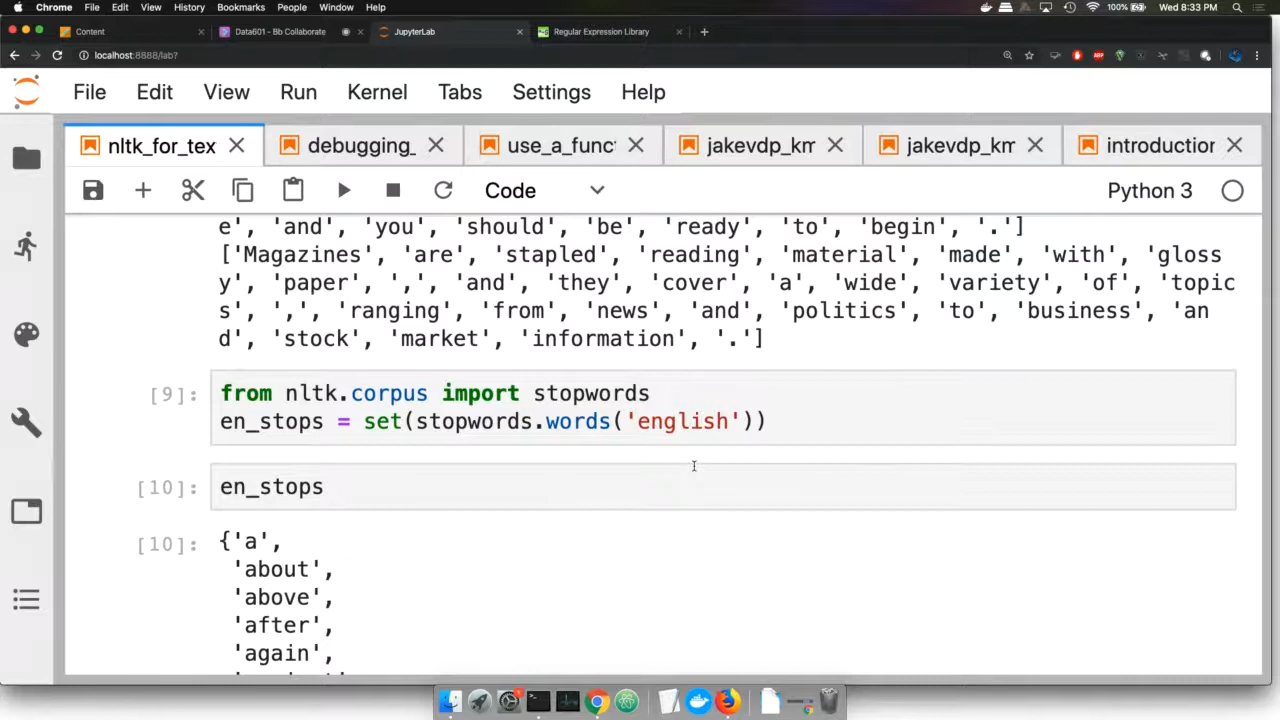 Chrome File Edit View History Bookmarks People Window Help 100% Wed 8:33 PM
Content Data601 - Bb Collaborate JupyterLab Regular Expression Library
localhost:8888/lab? ABP
File Edit View Run Kernel Tabs Settings Help
nltk_for_tex debugging_ use_a_func jakevdp_kr jakevdp_kr introduction
Code Python 3
e', 'and', 'you', 'should', 'be', 'ready', 'to', 'begin', '.']
['Magazines', 'are', 'stapled', 'reading', 'material', 'made', 'with', 'gloss
y', 'paper', ',', 'and', 'they', 'cover', 'a', 'wide', 'variety', 'of', 'topic
s', ',', 'ranging', 'from', 'news', 'and', 'politics', 'to', 'business', 'an
d', 'stock', 'market', 'information', '.']
[9]: from nltk.corpus import stopwords
en_stops = set(stopwords.words('english'))
[10]: en_stops
[10]: {'a',
'about',
'above',
'after',
'again',